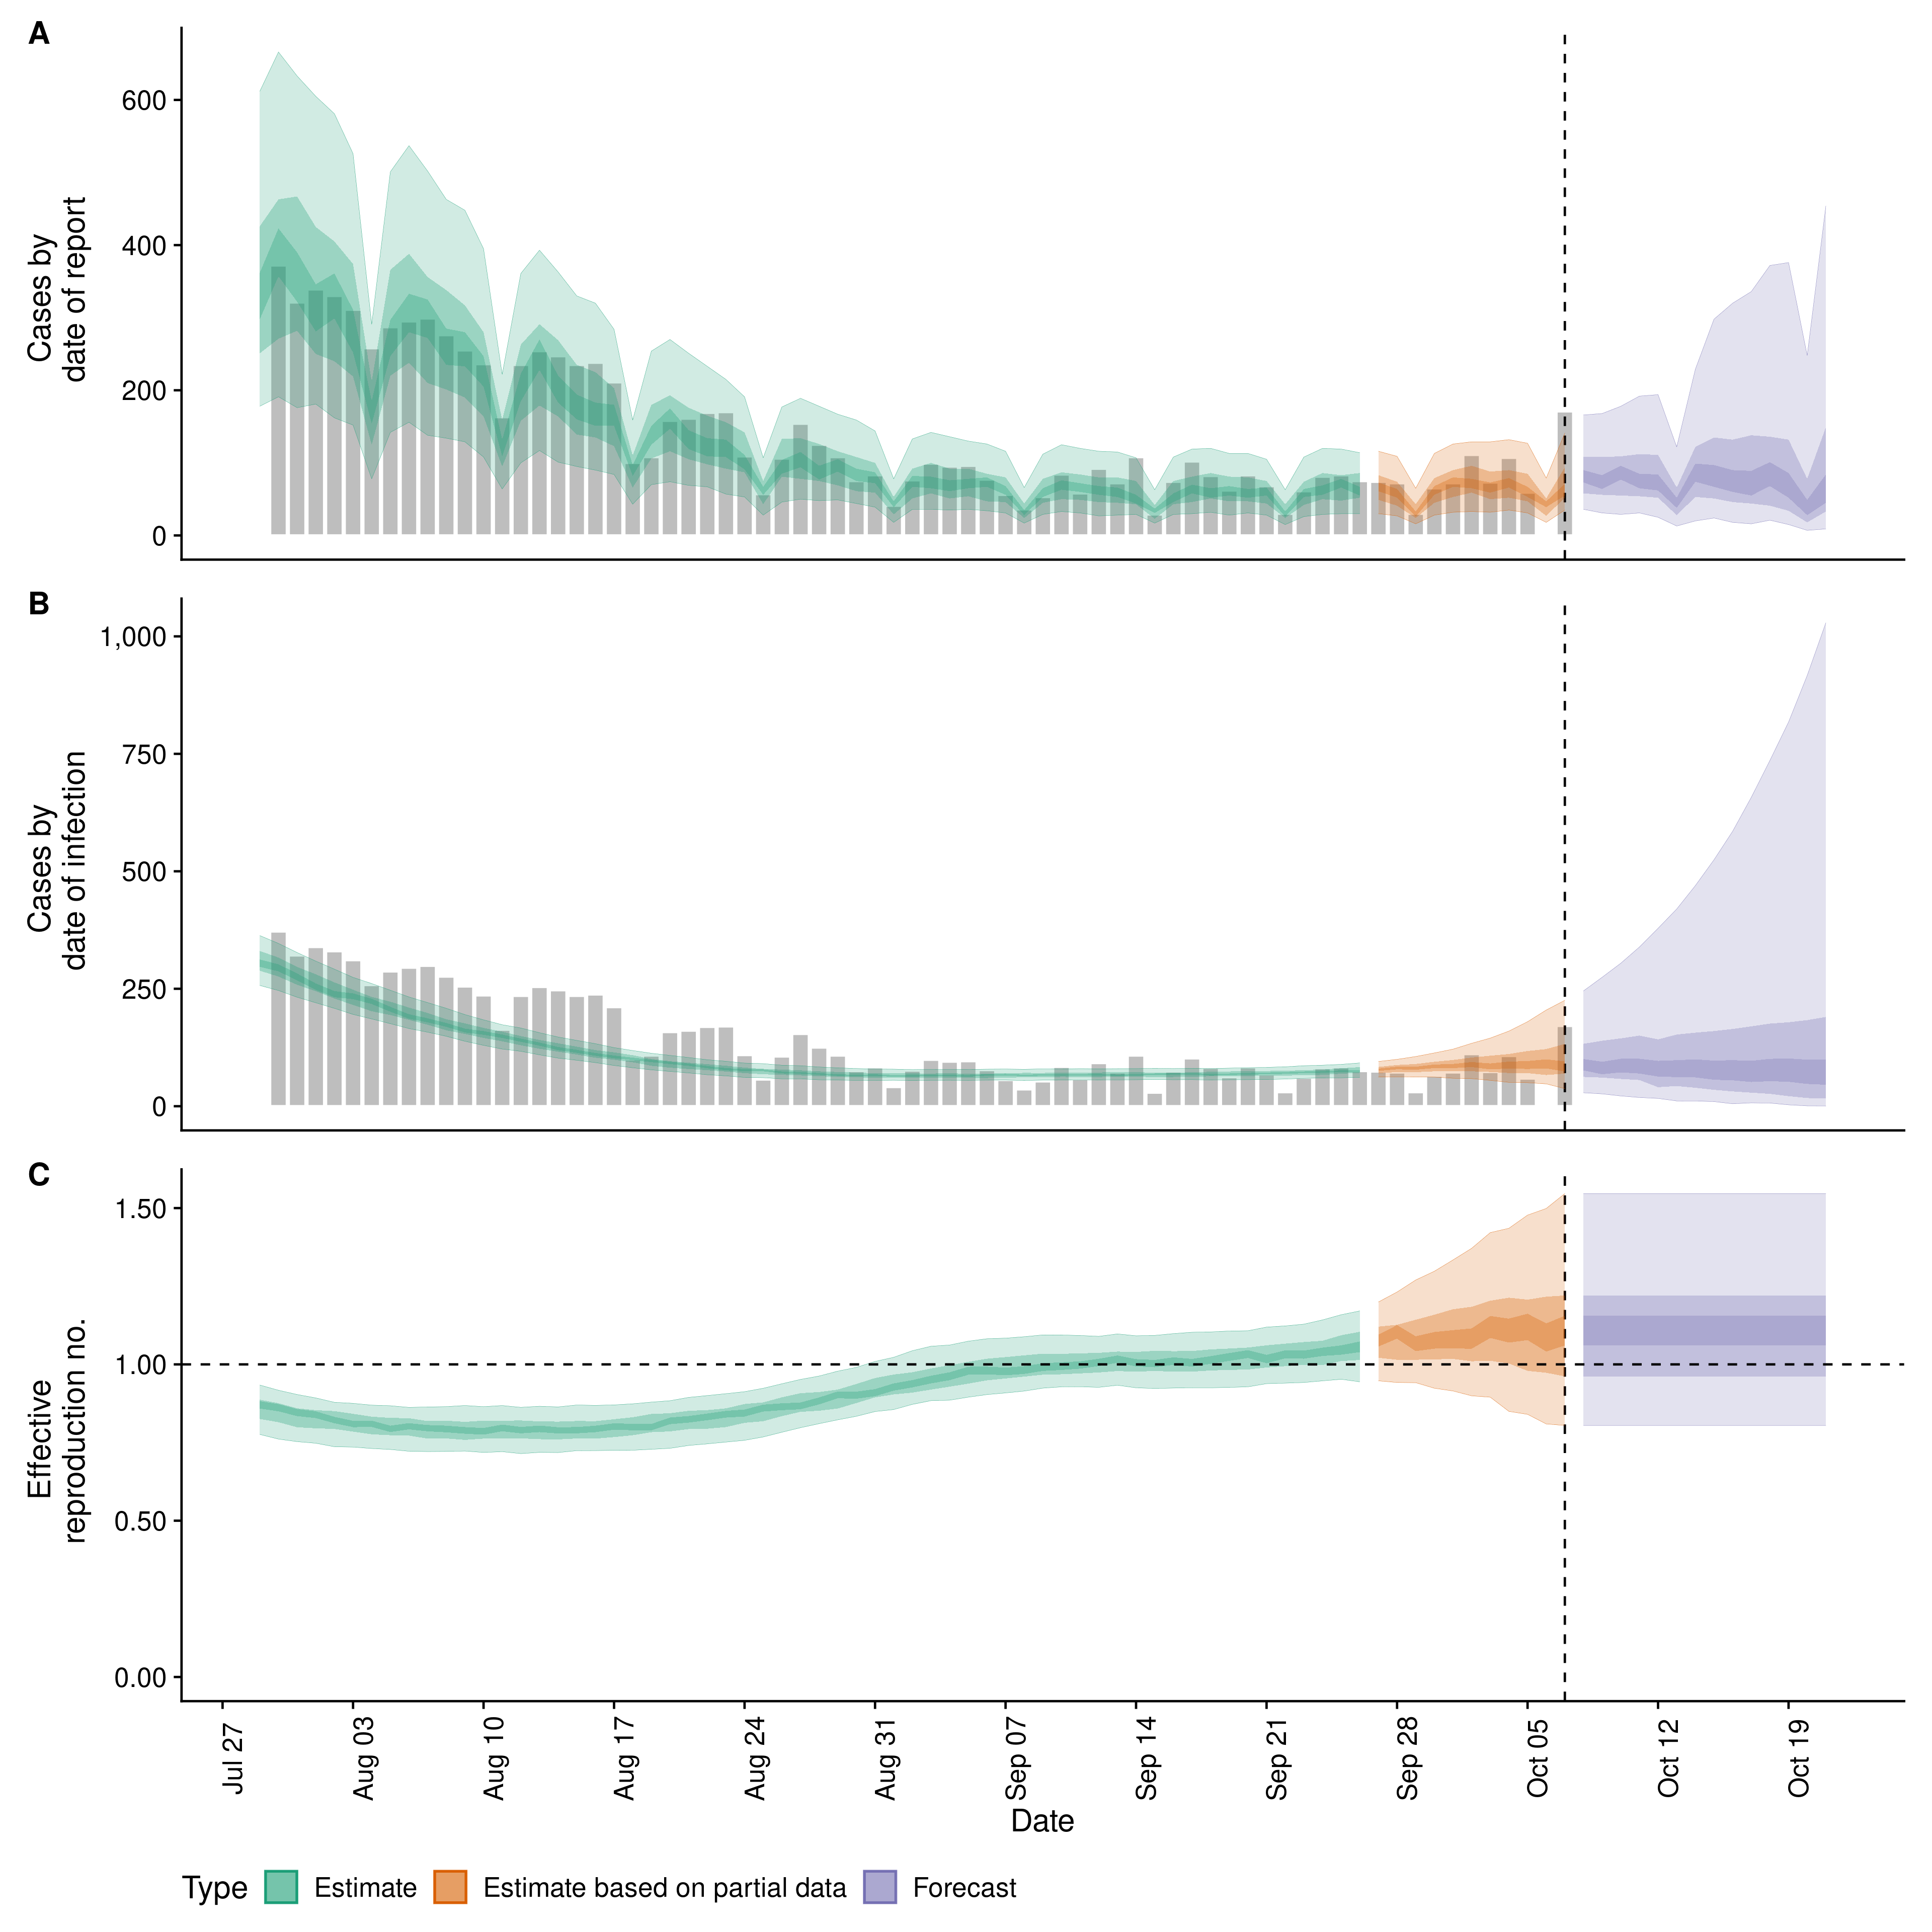 A
Cases by
date of report
600
400
200
0
B
Cases by
date of infection
1,000
750
500
250
0
C
Effective
reproduction no.
1.50
1.00
0.50
0.00
Jul 27
Aug 03
Aug 10
Aug 17
Aug 24
Aug 31
Sep 07
Sep 14
Sep 21
Sep 28
Oct 05
Oct 12
Oct 19
Date
Type Estimate Estimate based on partial data Forecast